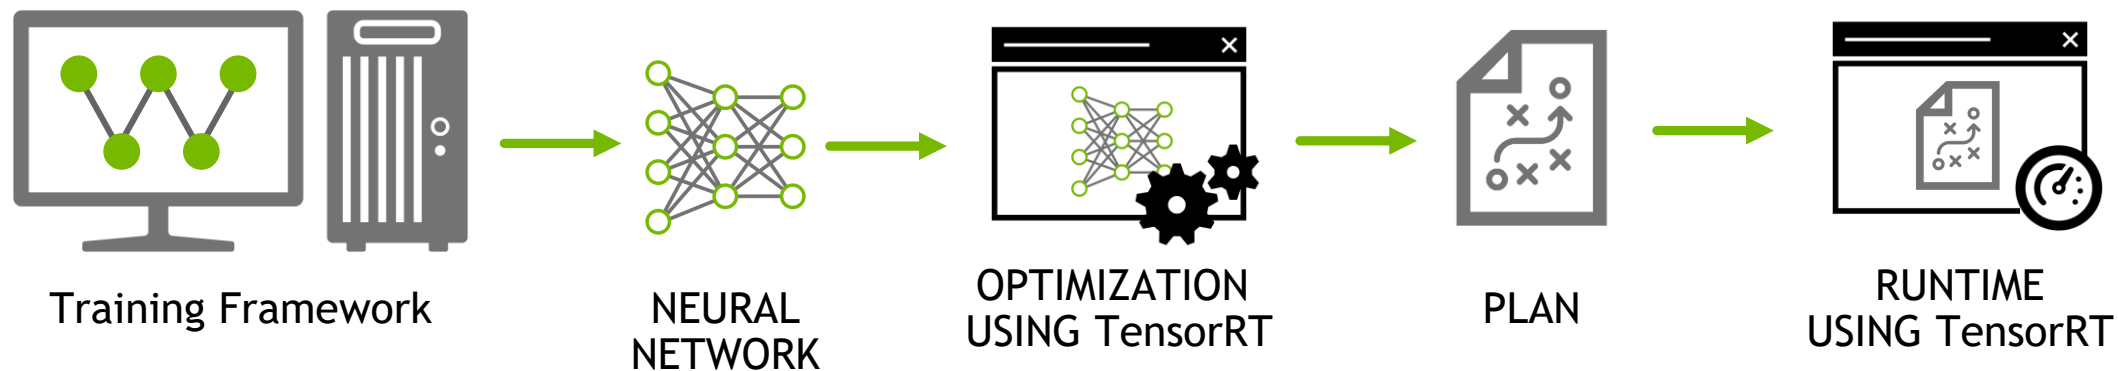 Training Framework
NEURAL
NETWORK
OPTIMIZATION
USING TensorRT
PLAN
RUNTIME
USING TensorRT